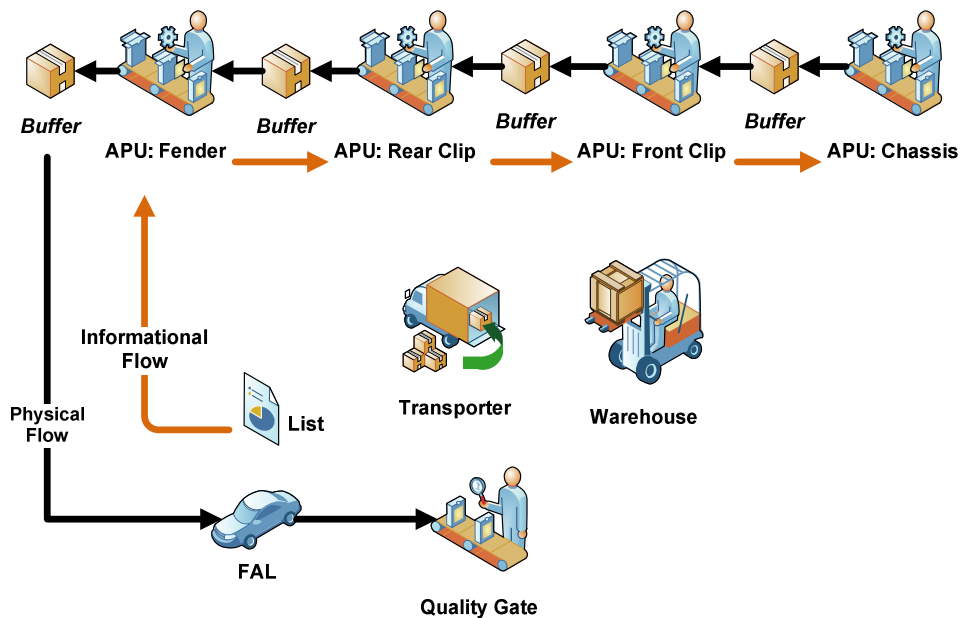 Buffer
Buffer
Buffer
Buffer
APU: Fender
APU: Rear Clip
APU: Front Clip
APU: Chassis
Informational
Flow
Physical
Flow
List
Transporter
Warehouse
FAL
Quality Gate